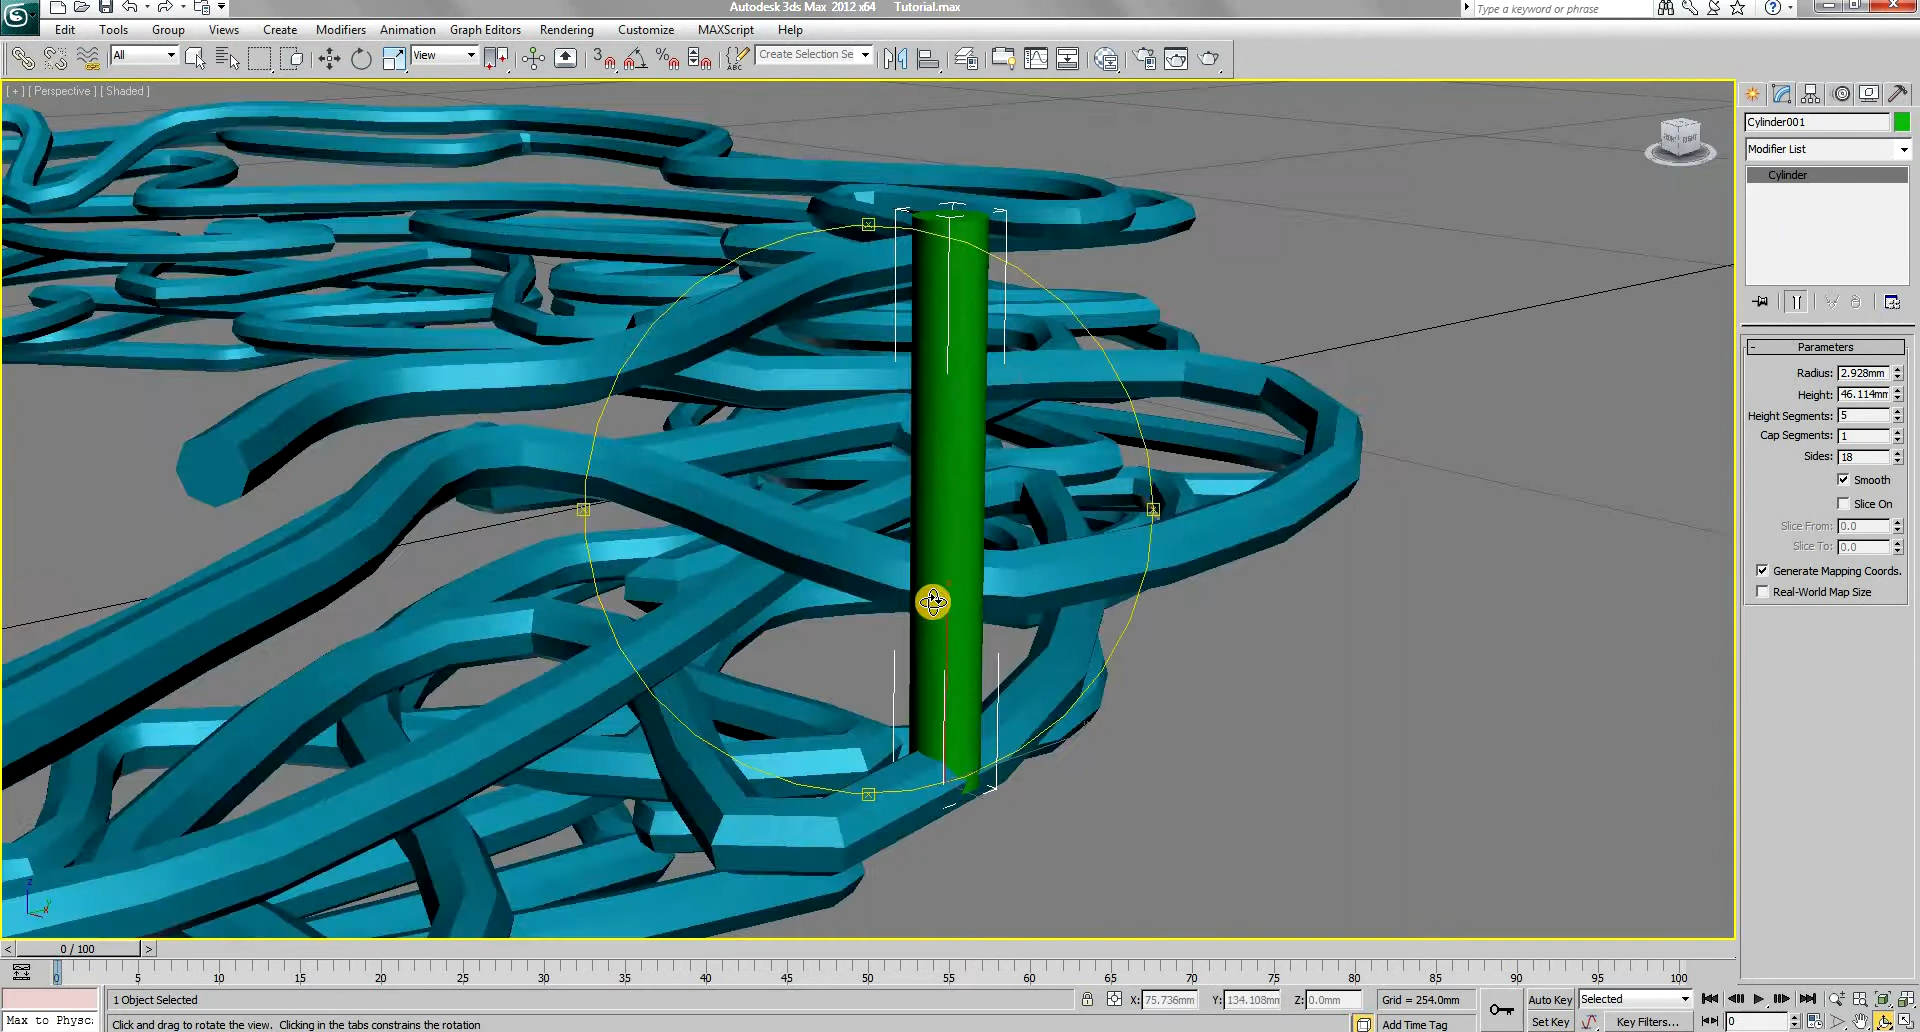 Autodesk 3ds Max 2012 x64 Tutorial.max
Type a keyword or phrase
Edit Tools Group Views Create Modifiers Animation Graph Editors Rendering Customize MAXScript Help
All
View
3
%
ABC
Create Selection Se
[ + ] [ Perspective ] [ Shaded ]
FRONT RIGHT
Cylinder001
Modifier List
Cylinder
- Parameters
Radius: 2.928mm
Height: 46.114mm
Height Segments: 5
Cap Segments: 1
Sides: 18
Smooth
Slice On
Slice From: 0.0
Slice To: 0.0
Generate Mapping Coords.
Real-World Map Size
z
< 0 / 100 >
0 5 10 15 20 25 30 35 40 45 50 55 60 65 70 75 80 85 90 95 100
1 Object Selected
X: 75.736mm Y: 134.108mm Z: 0.0mm Grid = 254.0mm
Auto Key Selected
Max to Physc:
Click and drag to rotate the view. Clicking in the tabs constrains the rotation
Add Time Tag
Set Key Key Filters... 0